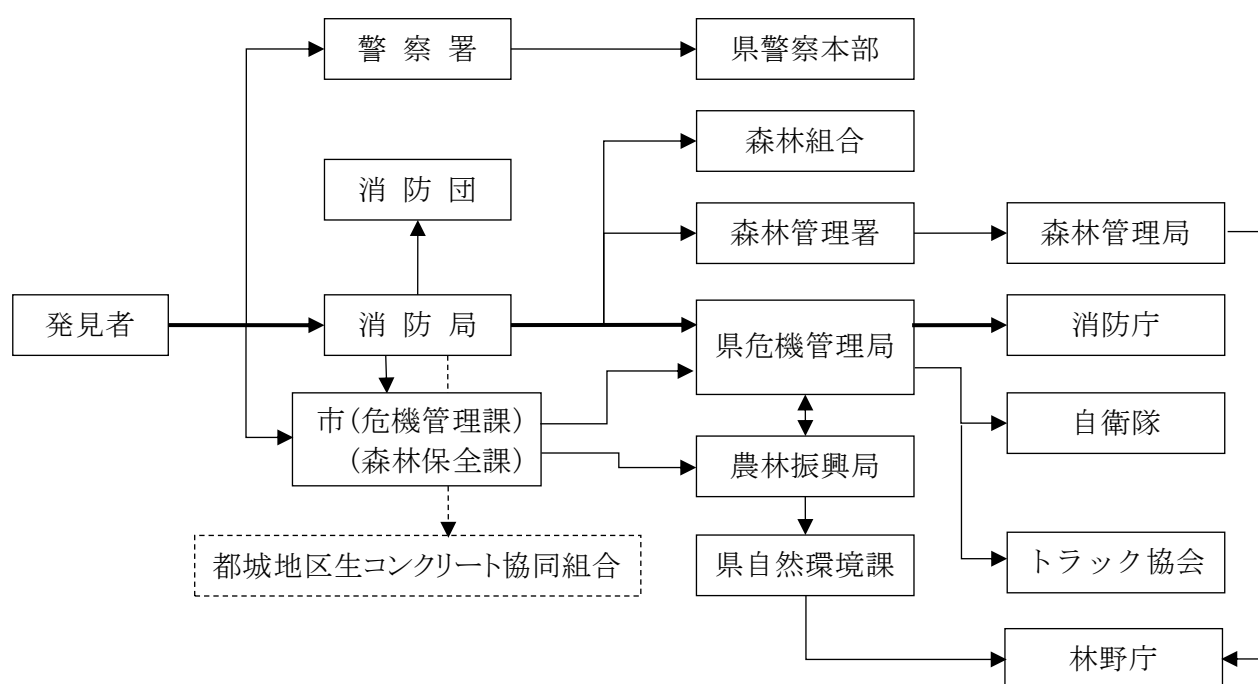 警察署
県警察本部
森林組合
消防団
森林管理署
森林管理局
発見者
消防局
県危機管理局
消防庁
市(危機管理課)
(森林保全課)
自衛隊
農林振興局
都城地区生コンクリート協同組合
県自然環境課
トラック協会
林野庁